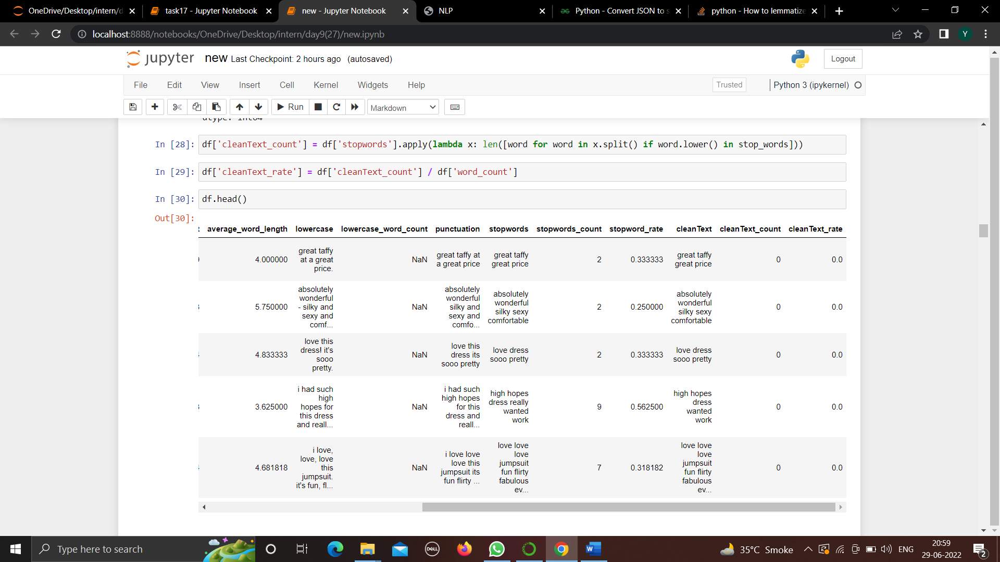 OneDrive/Desktop/intern/d
task17 - Jupyter Notebook
new - Jupyter Notebook
NLP
Python - Convert JSON to s
python - How to lemmatize
localhost:8888/notebooks/OneDrive/Desktop/intern/day9(27)/new.ipynb
Y
jupyter new Last Checkpoint: 2 hours ago (autosaved)
Logout
File Edit View Insert Cell Kernel Widgets Help
Trusted
Python 3 (ipykernel)
Run
Markdown
dtype: int64
In [28]: df['cleanText_count'] = df['stopwords'].apply(lambda x: len([word for word in x.split() if word.lower() in stop_words]))
In [29]: df['cleanText_rate'] = df['cleanText_count'] / df['word_count']
In [30]: df.head()
Out[30]:
t average_word_length lowercase lowercase_word_count punctuation stopwords stopwords_count stopword_rate cleanText cleanText_count cleanText_rate
4.000000
great taffy
at a great
price.
NaN
great taffy at
a great price
great taffy
great price
2
0.333333
great taffy
great price
0
0.0
5.750000
absolutely
wonderful
- silky and
sexy and
comf...
NaN
absolutely
wonderful
silky and
sexy and
comfo...
absolutely
wonderful
silky sexy
comfortable
2
0.250000
absolutely
wonderful
silky sexy
comfortable
0
0.0
4.833333
love this
dress! it's
sooo
pretty.
NaN
love this
dress its
sooo pretty
love dress
sooo pretty
2
0.333333
love dress
sooo pretty
0
0.0
3.625000
i had such
high
hopes for
this dress
and reall...
NaN
i had such
high hopes
for this
dress and
reall...
high hopes
dress really
wanted
work
9
0.562500
high hopes
dress
wanted
work
0
0.0
4.681818
i love,
love, love
this
jumpsuit.
it's fun, fl...
NaN
i love love
love this
jumpsuit its
fun flirty ...
love love
love
jumpsuit
fun flirty
fabulous
ev...
7
0.318182
love love
love
jumpsuit
fun flirty
fabulous
ev...
0
0.0
Type here to search
DELL
W
35°C Smoke
ENG
20:59
29-06-2022
2